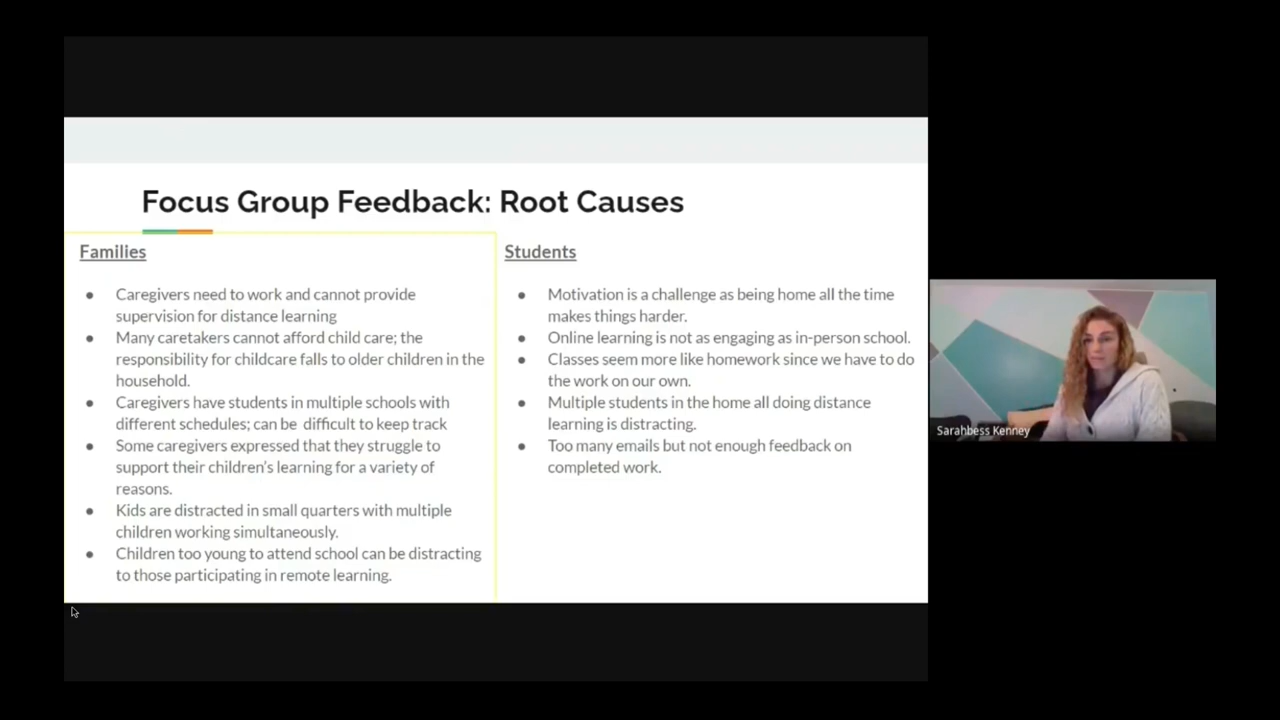 Focus Group Feedback: Root Causes
Families
● Caregivers need to work and cannot provide
supervision for distance learning
● Many caretakers cannot afford child care; the
responsibility for childcare falls to older children in the
household.
● Caregivers have students in multiple schools with
different schedules; can be difficult to keep track
● Some caregivers expressed that they struggle to
support their children's learning for a variety of
reasons.
● Kids are distracted in small quarters with multiple
children working simultaneously.
● Children too young to attend school can be distracting
to those participating in remote learning.
Students
● Motivation is a challenge as being home all the time
makes things harder.
● Online learning is not as engaging as in-person school.
● Classes seem more like homework since we have to do
the work on our own.
● Multiple students in the home all doing distance
learning is distracting.
● Too many emails but not enough feedback on
completed work.
Sarahbess Kenney